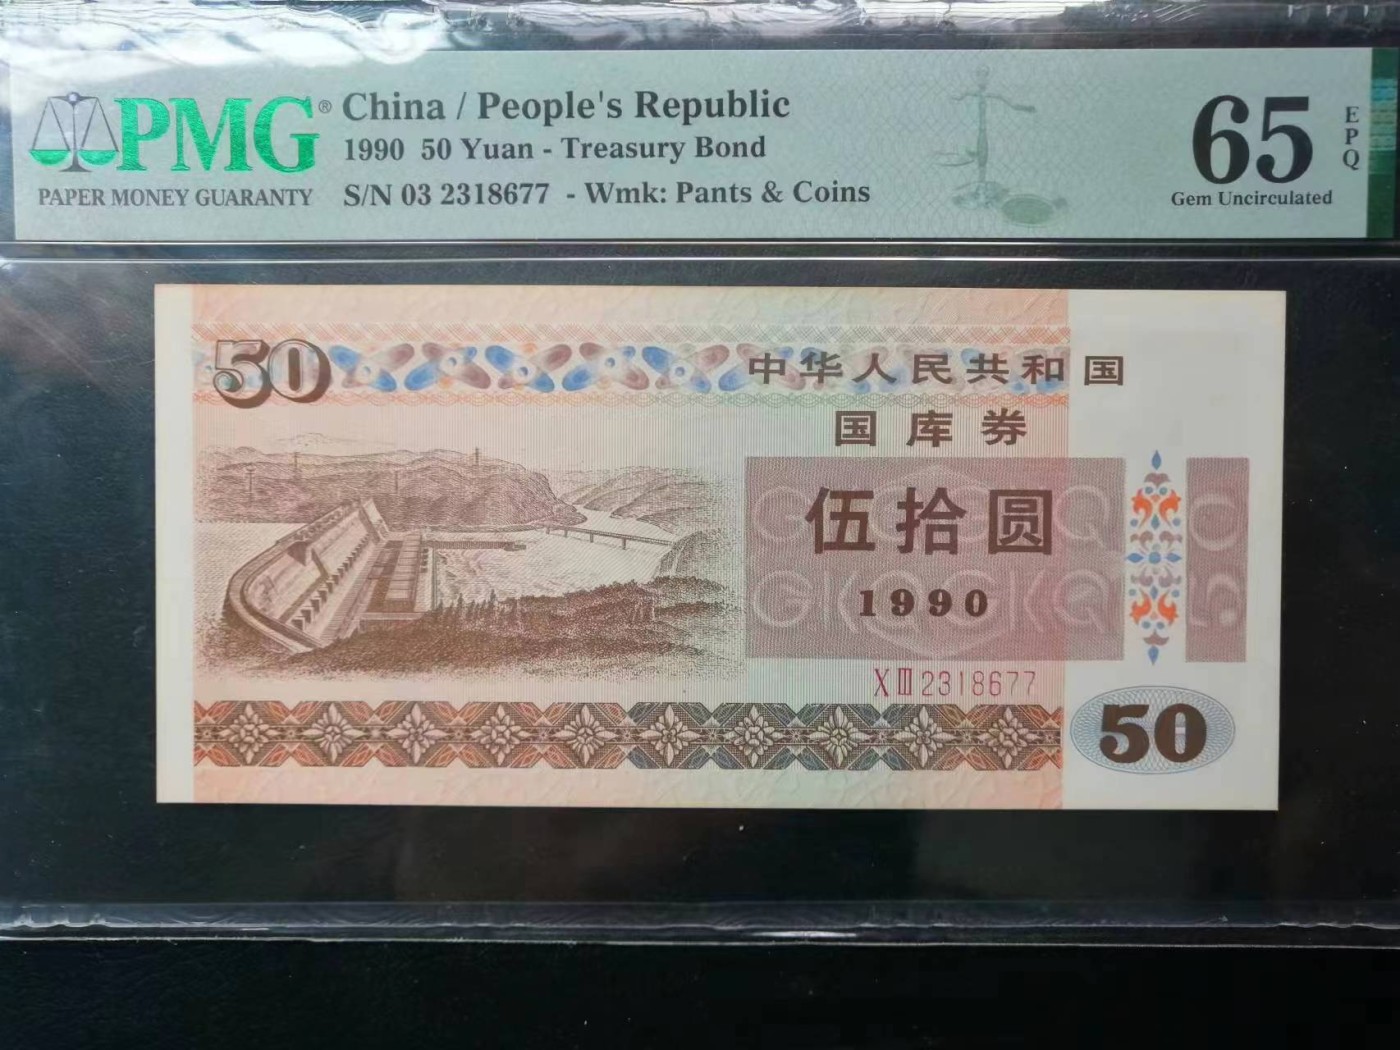 PMG®
PAPER MONEY GUARANTY
China / People's Republic
1990 50 Yuan - Treasury Bond
S/N 03 2318677 - Wmk: Pants & Coins
65
EPQ
Gem Uncirculated
50
中华人民共和国
国库券
伍拾圆
1990
XIII 2318677
50